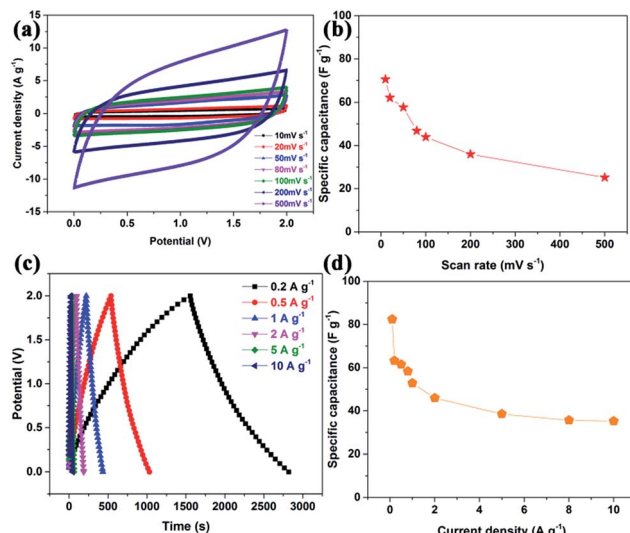 (a)
Current density (A g⁻¹)
15
10
5
0
-5
-10
-15
0.0
0.5
1.0
1.5
2.0
Potential (V)
10mV s⁻¹
20mV s⁻¹
50mV s⁻¹
80mV s⁻¹
100mV s⁻¹
200mV s⁻¹
500mV s⁻¹
(b)
Specific capacitance (F g⁻¹)
100
80
60
40
20
0
0
100
200
300
400
500
Scan rate (mV s⁻¹)
(c)
Potential (V)
2.0
1.5
1.0
0.5
0.0
0
500
1000
1500
2000
2500
3000
Time (s)
0.2 A g⁻¹
0.5 A g⁻¹
1 A g⁻¹
2 A g⁻¹
5 A g⁻¹
10 A g⁻¹
(d)
Specific capacitance (F g⁻¹)
100
80
60
40
20
0
0
2
4
6
8
10
Current density (A g⁻¹)